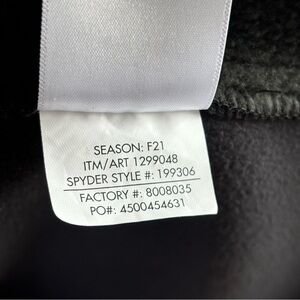 SEASON: F21
ITM/ART 1299048
SPYDER STYLE #: 199306
FACTORY #: 8008035
PO#: 4500454631